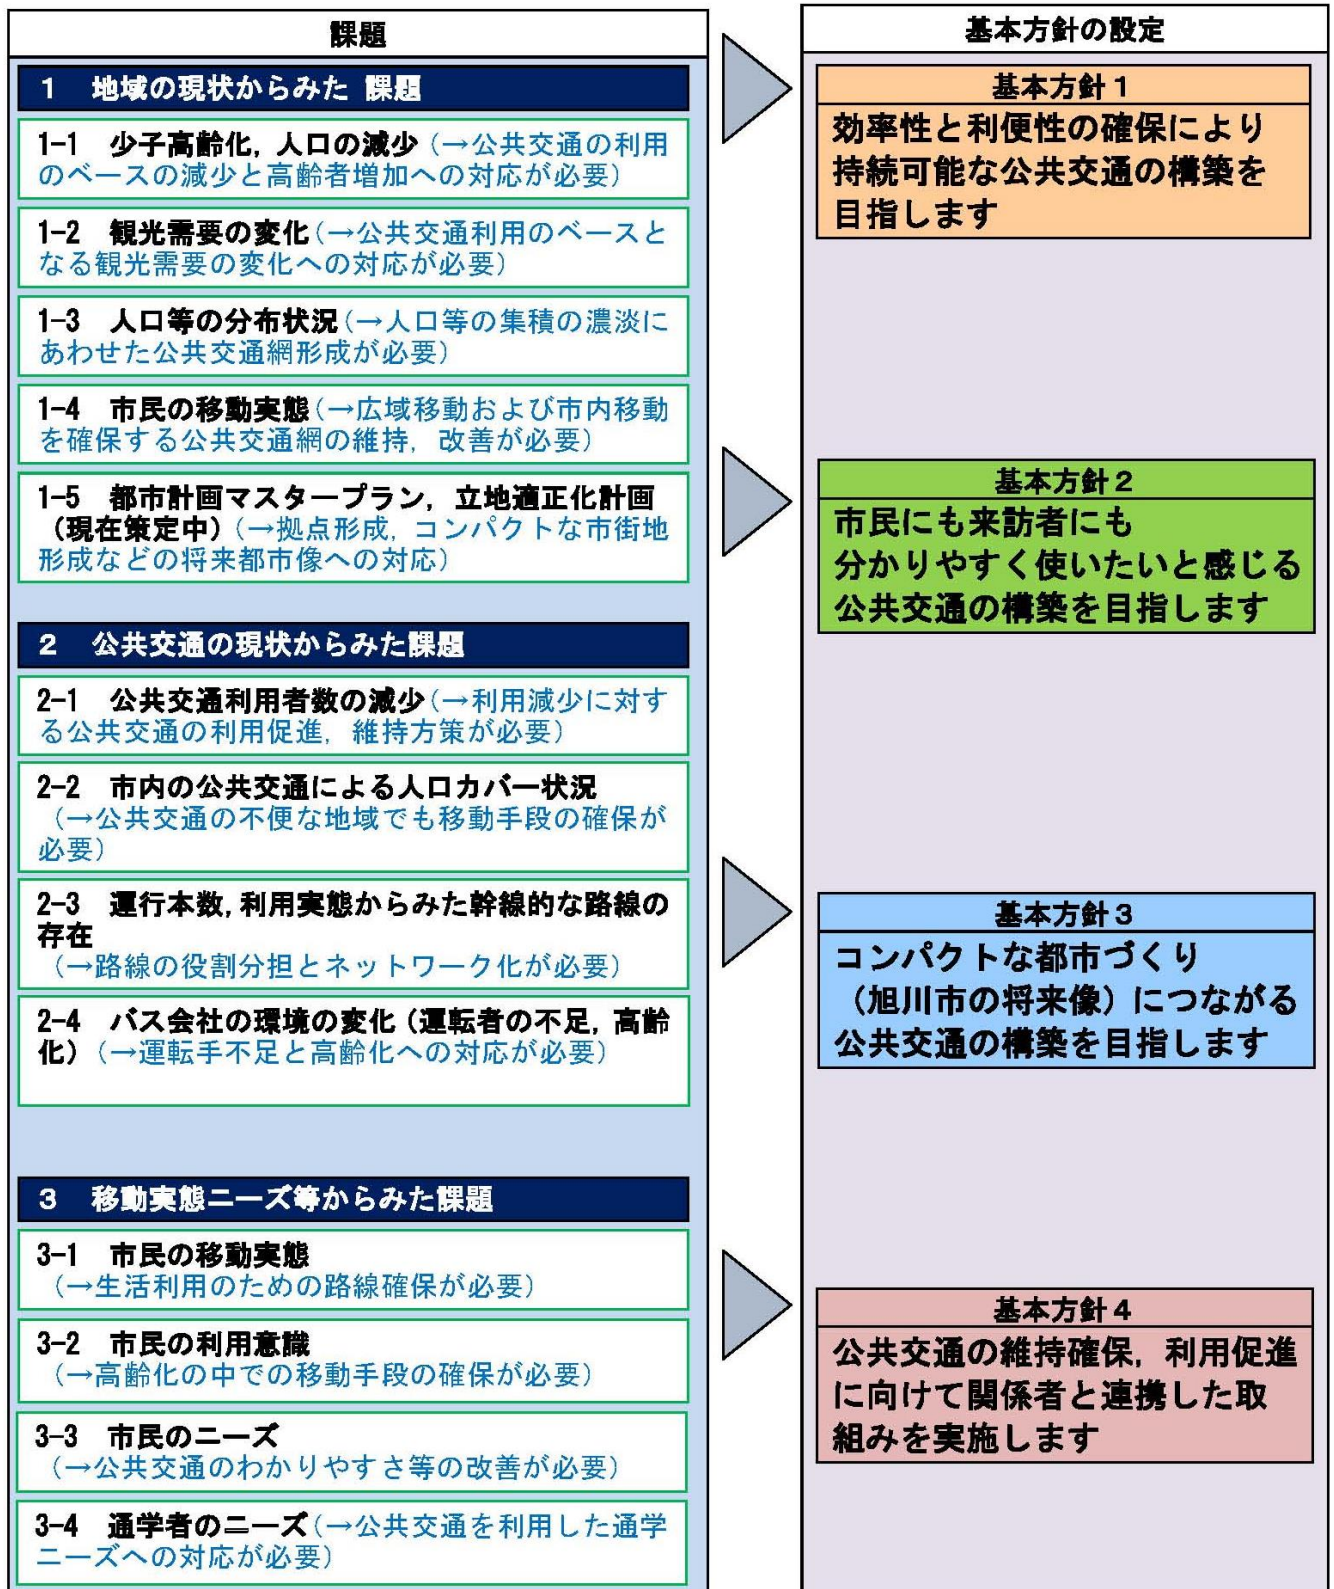 課題
1 地域の現状からみた 課題
1-1 少子高齢化，人口の減少（→公共交通の利用
のベースの減少と高齢者増加への対応が必要）
1-2 観光需要の変化（→公共交通利用のベースと
なる観光需要の変化への対応が必要）
1-3 人口等の分布状況（→人口等の集積の濃淡に
あわせた公共交通網形成が必要）
1-4 市民の移動実態（→広域移動および市内移動
を確保する公共交通網の維持，改善が必要）
1-5 都市計画マスタープラン，立地適正化計画
（現在策定中）（→拠点形成，コンパクトな市街地
形成などの将来都市像への対応）
2 公共交通の現状からみた課題
2-1 公共交通利用者数の減少（→利用減少に対す
る公共交通の利用促進，維持方策が必要）
2-2 市内の公共交通による人口カバー状況
（→公共交通の不便な地域でも移動手段の確保が
必要）
2-3 運行本数，利用実態からみた幹線的な路線の
存在
（→路線の役割分担とネットワーク化が必要）
2-4 バス会社の環境の変化（運転者の不足，高齢
化）（→運転手不足と高齢化への対応が必要）
3 移動実態ニーズ等からみた課題
3-1 市民の移動実態
（→生活利用のための路線確保が必要）
3-2 市民の利用意識
（→高齢化の中での移動手段の確保が必要）
3-3 市民のニーズ
（→公共交通のわかりやすさ等の改善が必要）
3-4 通学者のニーズ（→公共交通を利用した通学
ニーズへの対応が必要）
基本方針の設定
基本方針１
効率性と利便性の確保により
持続可能な公共交通の構築を
目指します
基本方針２
市民にも来訪者にも
分かりやすく使いたいと感じる
公共交通の構築を目指します
基本方針３
コンパクトな都市づくり
（旭川市の将来像）につながる
公共交通の構築を目指します
基本方針４
公共交通の維持確保，利用促進
に向けて関係者と連携した取
組みを実施します